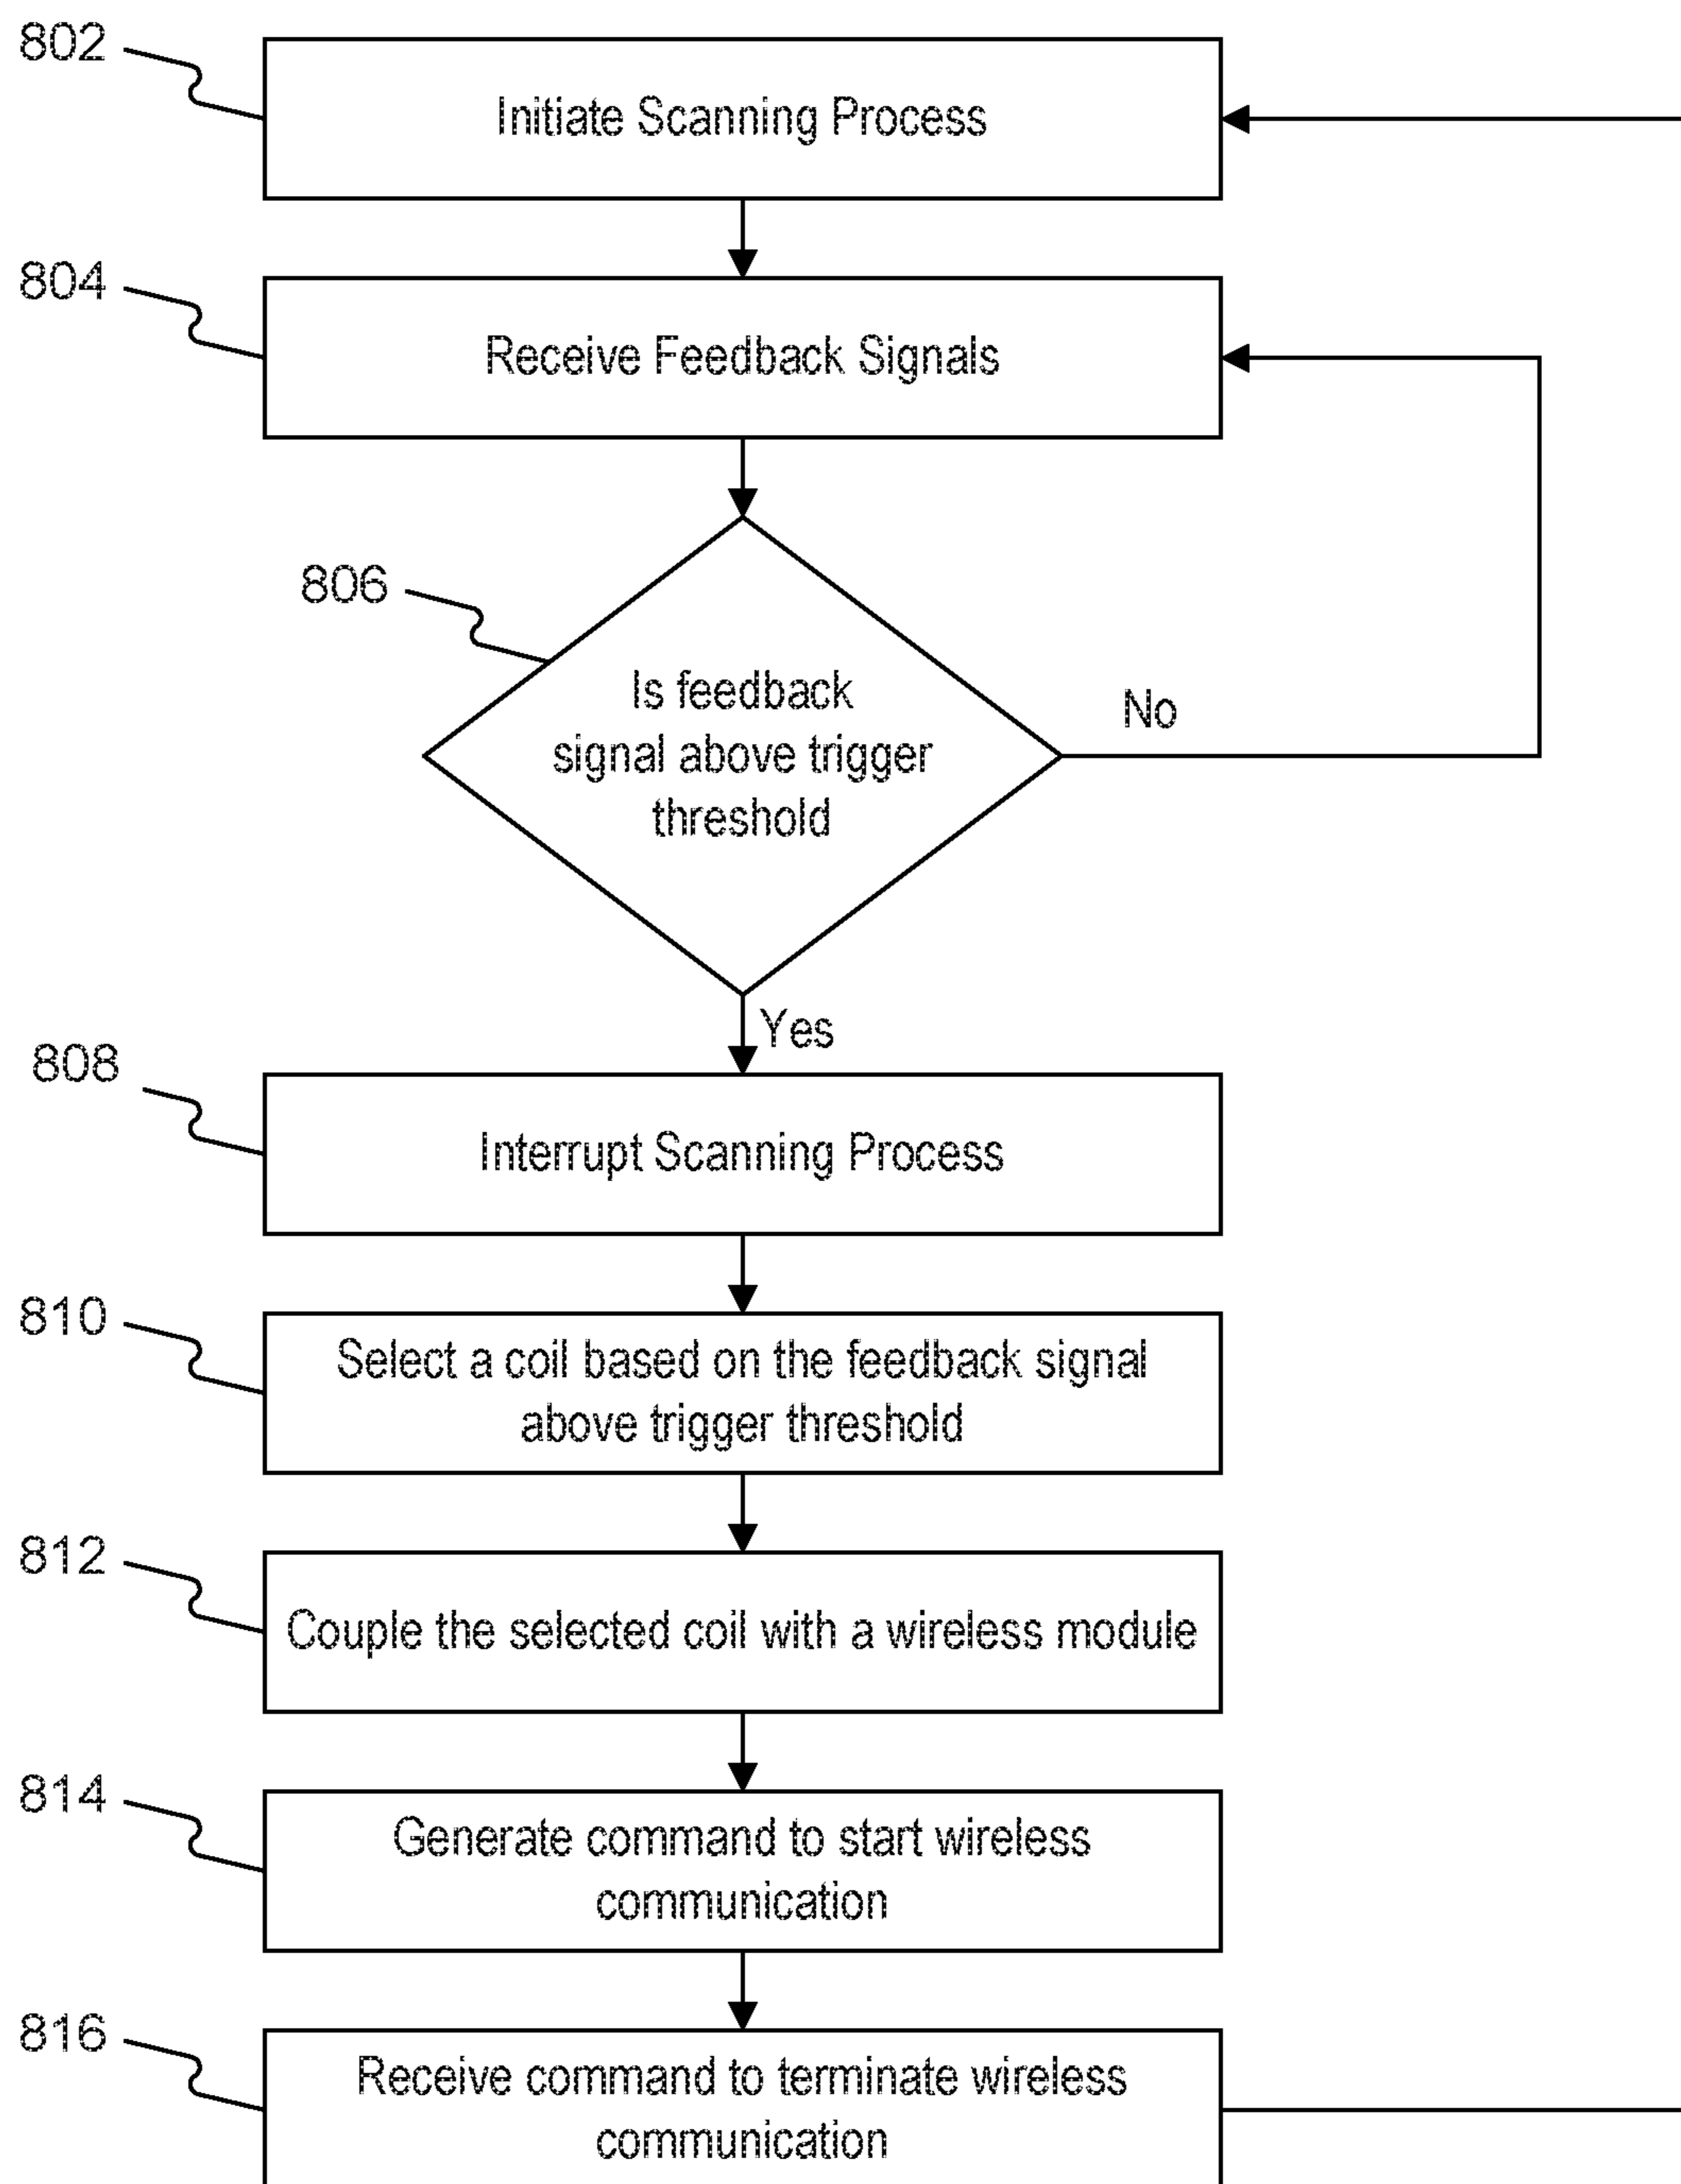 802
Initiate Scanning Process
804
Receive Feedback Signals
806
Is feedback
signal above trigger
threshold
No
Yes
808
Interrupt Scanning Process
810
Select a coil based on the feedback signal
above trigger threshold
812
Couple the selected coil with a wireless module
814
Generate command to start wireless
communication
816
Receive command to terminate wireless
communication